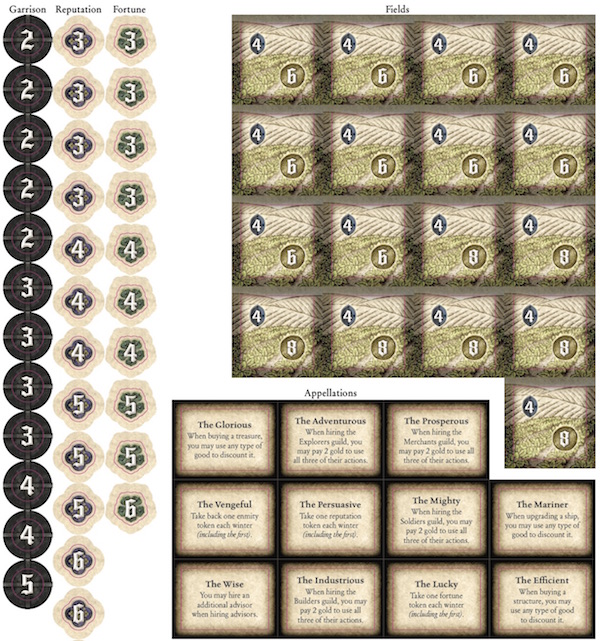 Garrison
2
2
2
2
2
3
3
3
3
4
4
5
Reputation
3
3
3
3
4
4
4
5
5
5
6
6
Fortune
3
3
3
3
4
4
4
5
5
6
Fields
4 4 4 4
6 6 6 6
4 4 4 4
6 6 6 6
4 4 4 4
6 6 8 8
4 4 4 4
8 8 8 8
4
8
Appellations
The Glorious
When buying a treasure,
you may use any type of
good to discount it.
The Adventurous
When hiring the
Explorers guild, you
may pay 2 gold to use
all three of their actions.
The Prosperous
When hiring the
Merchants guild, you
may pay 2 gold to use
all three of their actions.
The Vengeful
Take back one enmity
token each winter
(including the first).
The Persuasive
Take one reputation
token each winter
(including the first).
The Mighty
When hiring the
Soldiers guild, you may
pay 2 gold to use all
three of their actions.
The Mariner
When upgrading a ship,
you may use any type of
good to discount it.
The Wise
You may hire an
additional advisor
when hiring advisors.
The Industrious
When hiring the
Builders guild, you may
pay 2 gold to use all
three of their actions.
The Lucky
Take one fortune
token each winter
(including the first).
The Efficient
When buying a
structure, you may
use any type of
good to discount it.